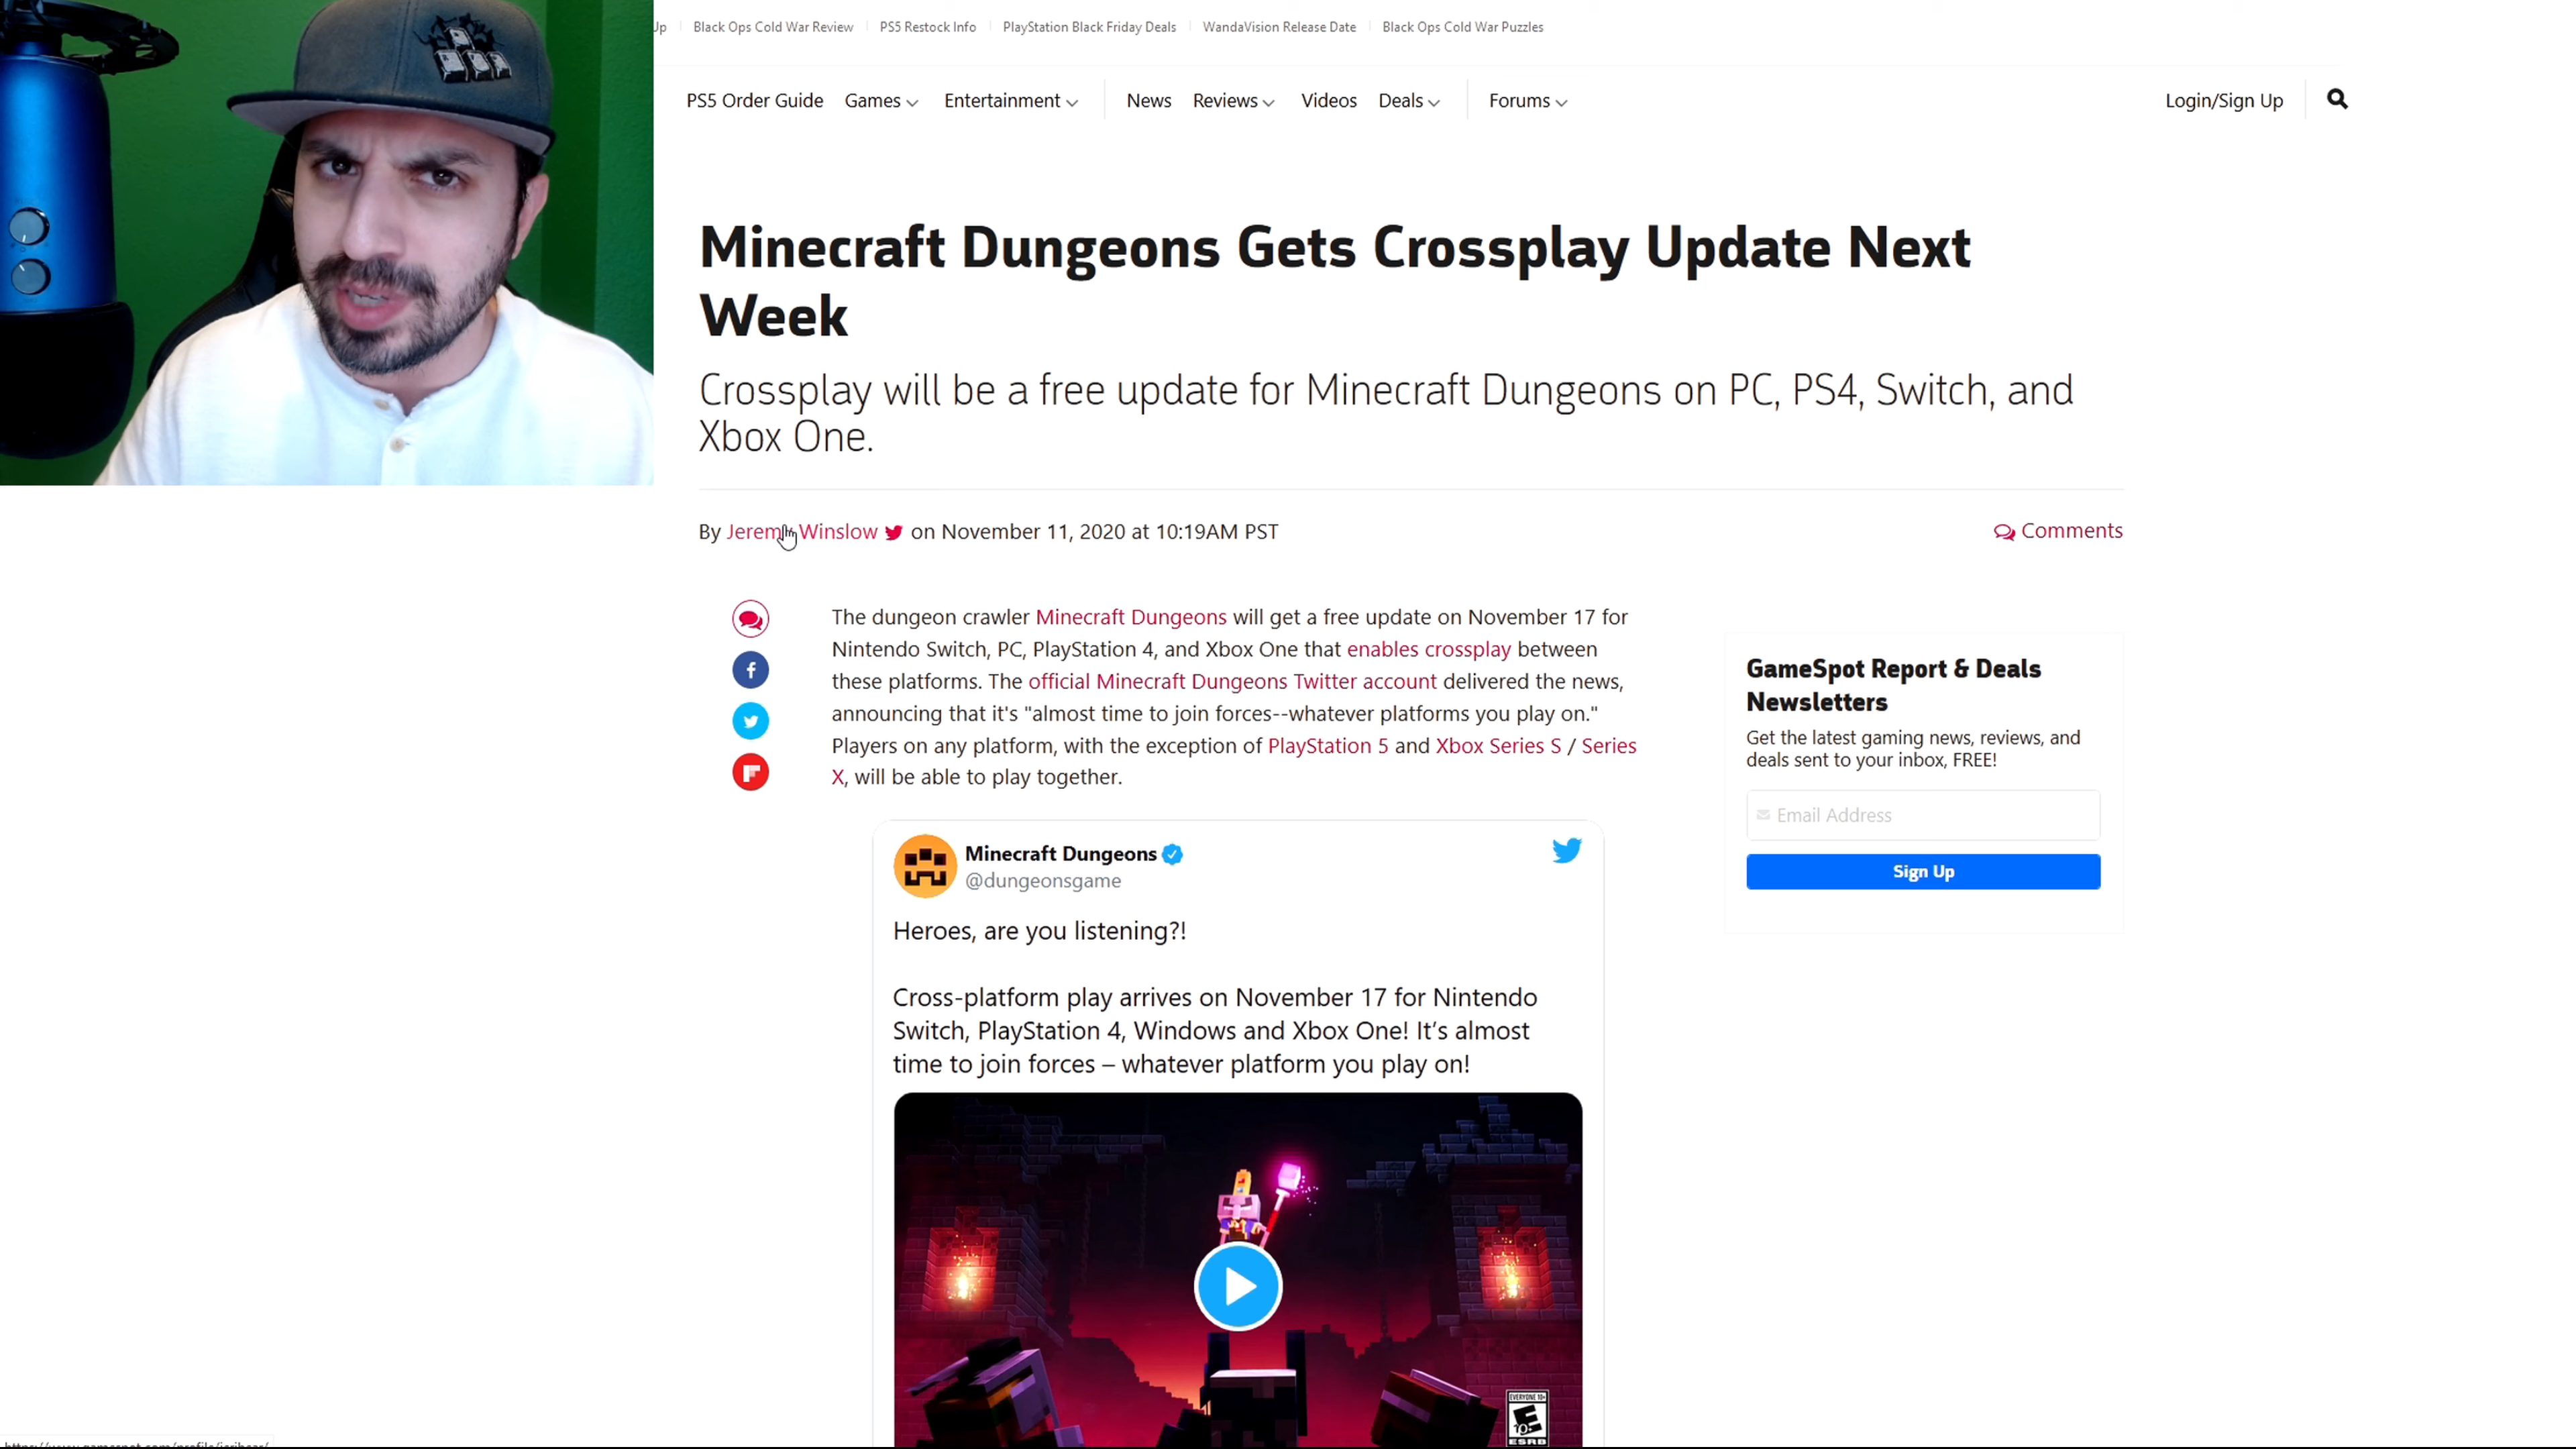 Black Ops Cold War Review
PS5 Restock Info
PlayStation Black Friday Deals
WandaVision Release Date
Black Ops Cold War Puzzles
PS5 Order Guide
Games
Entertainment
News
Reviews
Videos
Deals
Forums
Login/Sign Up
Minecraft Dungeons Gets Crossplay Update Next
Week
Crossplay will be a free update for Minecraft Dungeons on PC, PS4, Switch, and
Xbox One.
By Jeremy Winslow on November 11, 2020 at 10:19AM PST
Comments
The dungeon crawler Minecraft Dungeons will get a free update on November 17 for
Nintendo Switch, PC, PlayStation 4, and Xbox One that enables crossplay between
these platforms. The official Minecraft Dungeons Twitter account delivered the news,
announcing that it's "almost time to join forces--whatever platforms you play on."
Players on any platform, with the exception of PlayStation 5 and Xbox Series S / Series
X, will be able to play together.
GameSpot Report & Deals
Newsletters
Get the latest gaming news, reviews, and
deals sent to your inbox, FREE!
Email Address
Sign Up
Minecraft Dungeons
@dungeonsgame
Heroes, are you listening?!
Cross-platform play arrives on November 17 for Nintendo
Switch, PlayStation 4, Windows and Xbox One! It's almost
time to join forces – whatever platform you play on!
EVERYONE 10+
E
10+
ESRB